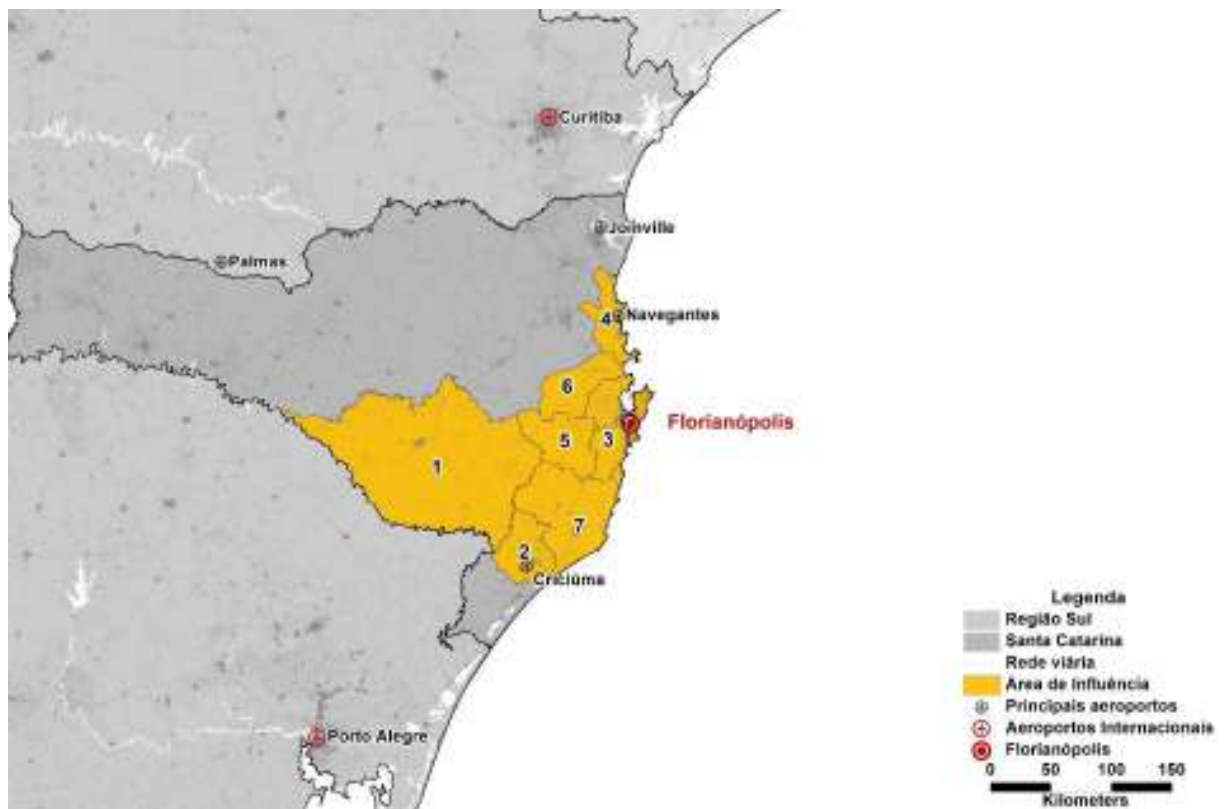 Curitiba
Joinville
Palmas
4
Navegantes
6
Florianópolis
5
3
1
7
2
Criciúma
Porto Alegre
Legenda
Região Sul
Santa Catarina
Rede viária
Área de Influência
Principais aeroportos
Aeroportos Internacionais
Florianópolis
0 50 100 150
Kilometers